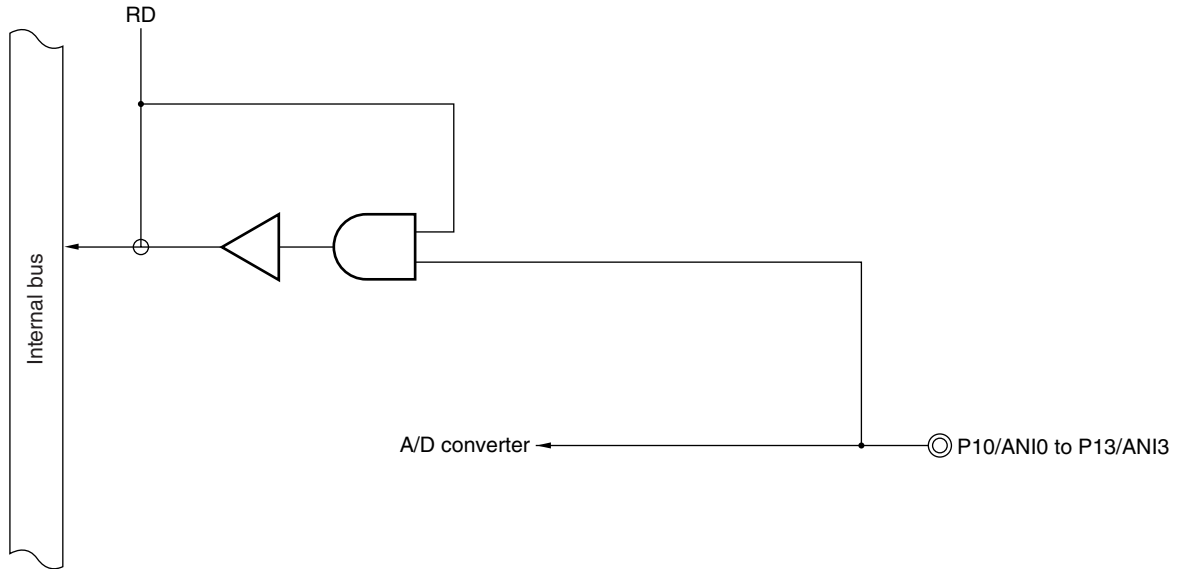 RD
Internal bus
A/D converter
P10/ANI0 to P13/ANI3